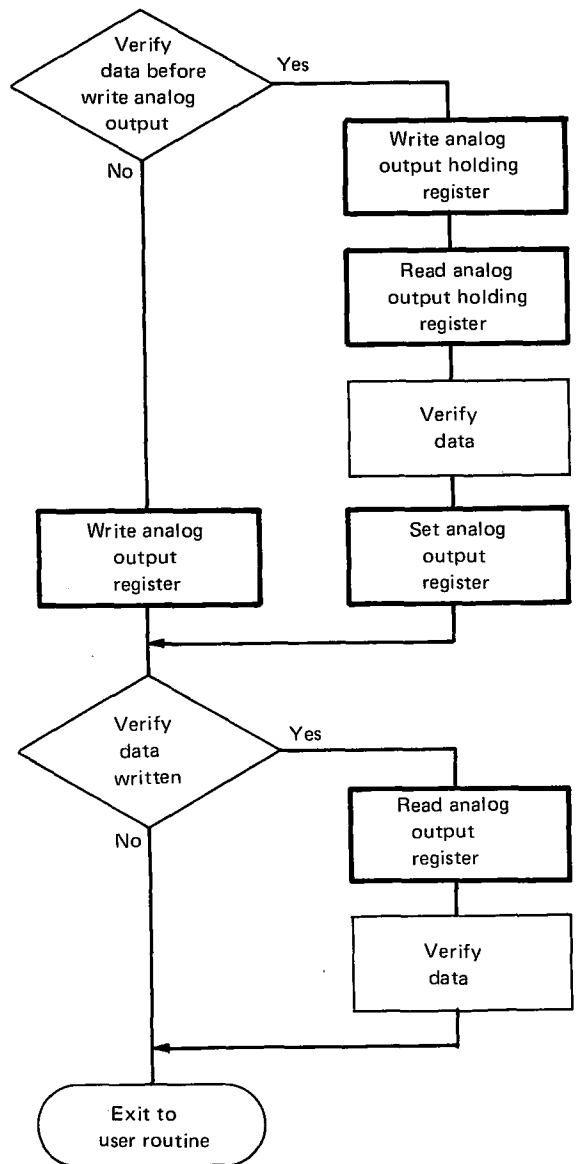 Verify
data before
write analog
output
Yes
No
Write analog
output holding
register
Read analog
output holding
register
Verify
data
Write analog
output
register
Set analog
output
register
Verify
data
written
Yes
No
Read analog
output
register
Verify
data
Exit to
user routine